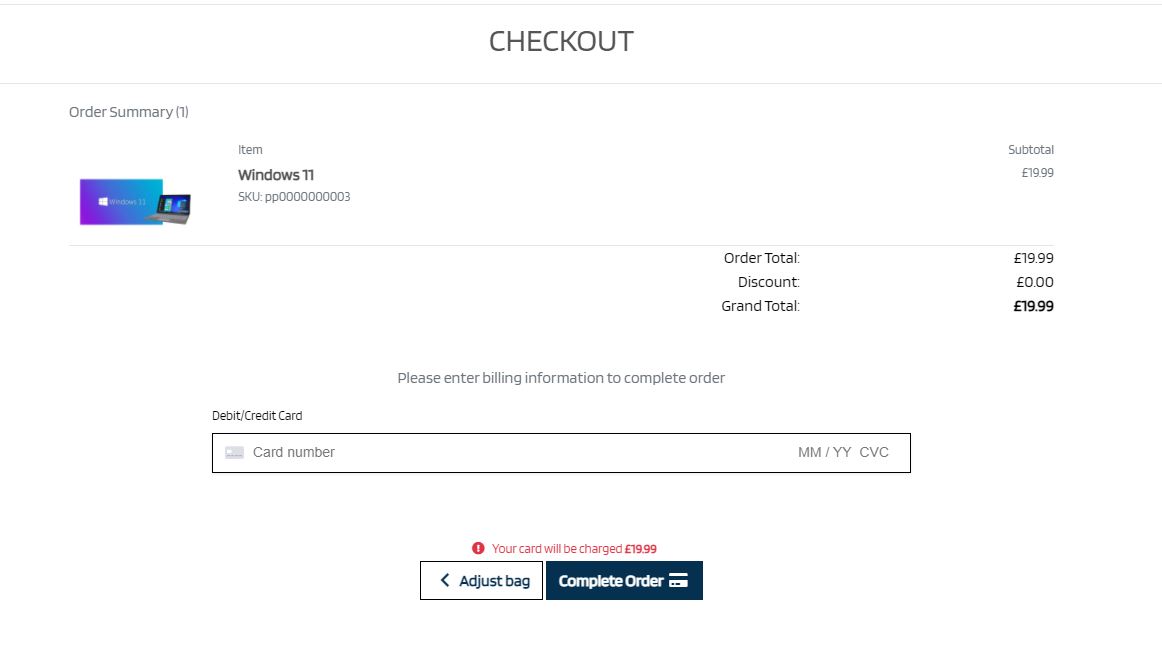 CHECKOUT
Order Summary (1)
Item Subtotal
Windows 11 £19.99
SKU: pp0000000003
Windows 11
Order Total: £19.99
Discount: £0.00
Grand Total: £19.99
Please enter billing information to complete order
Debit/Credit Card
Card number MM / YY CVC
Your card will be charged £19.99
Adjust bag Complete Order